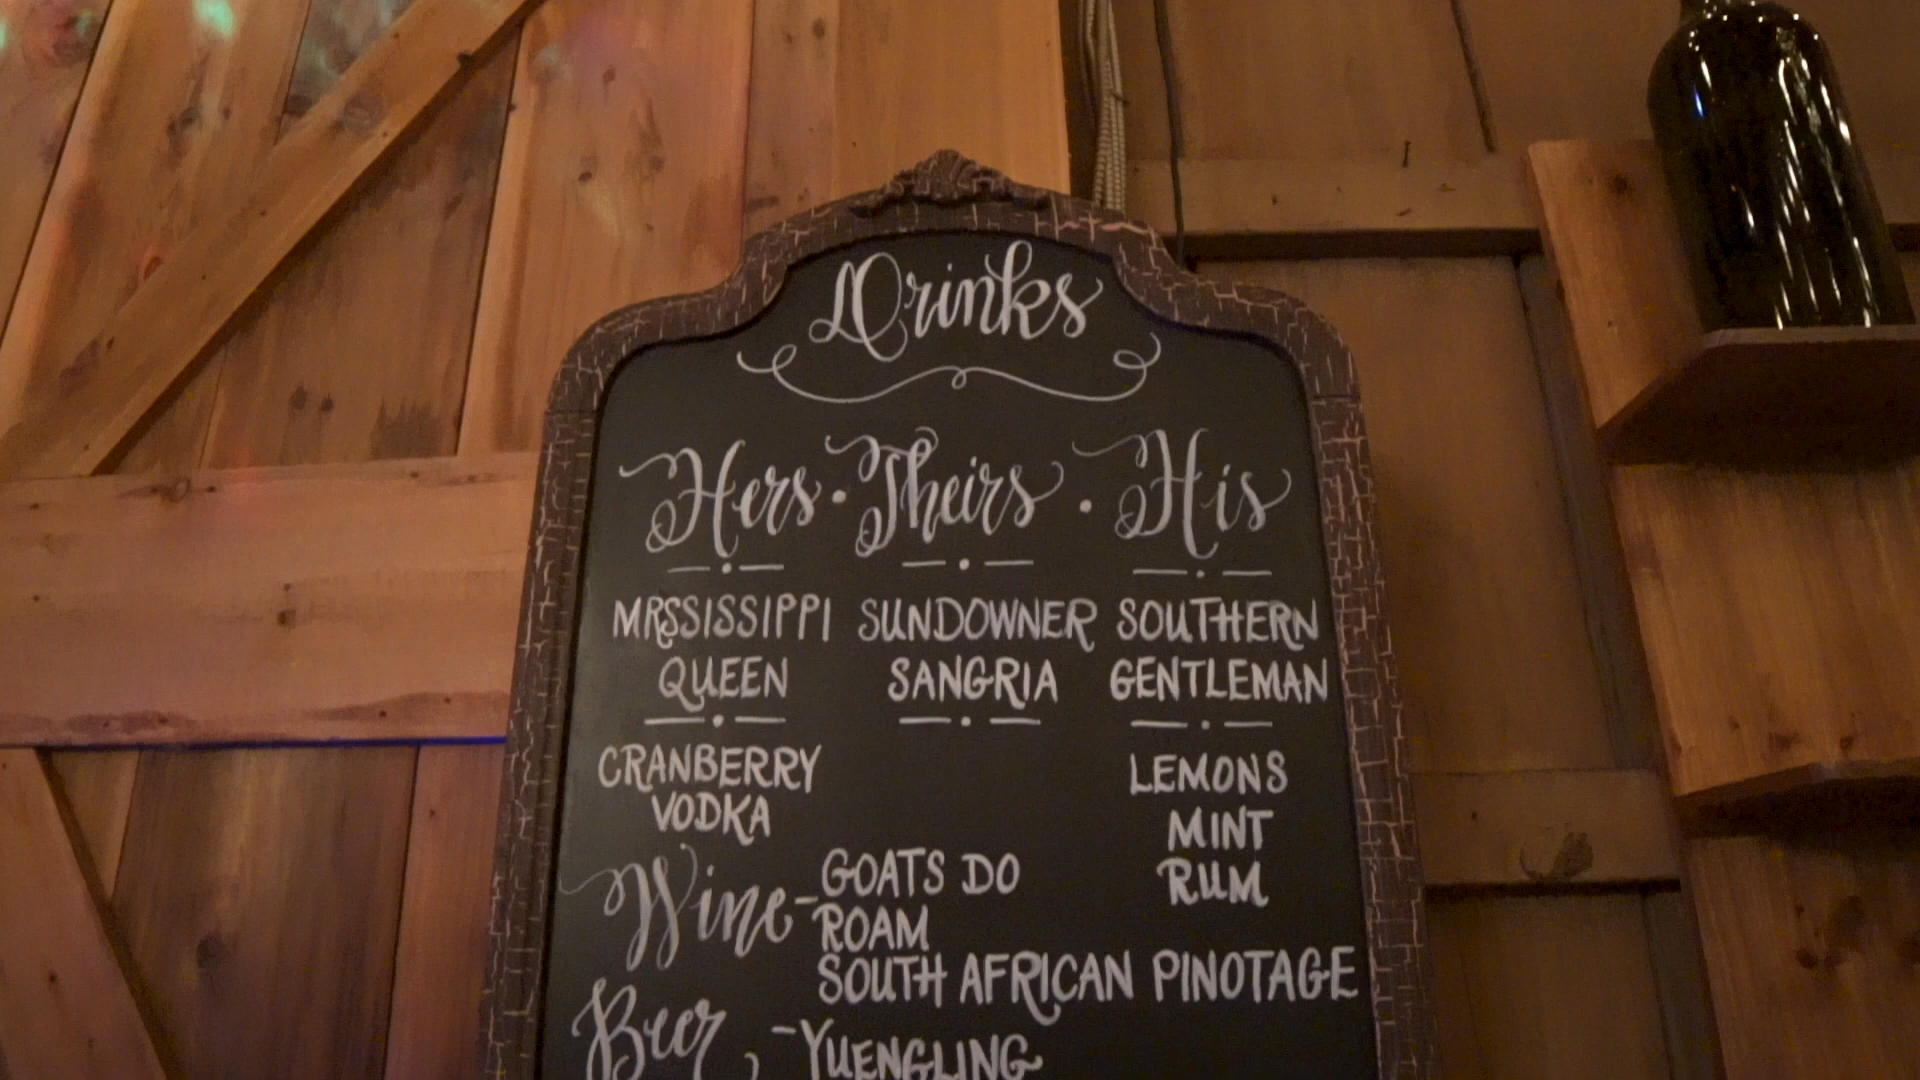 Drinks
Hers · Theirs · His
MRSSISSIPPI SUNDOWNER SOUTHERN
QUEEN SANGRIA GENTLEMAN
CRANBERRY LEMONS
VODKA MINT
RUM
Wine - GOATS DO
ROAM
SOUTH AFRICAN PINOTAGE
Beer - YUENGLING